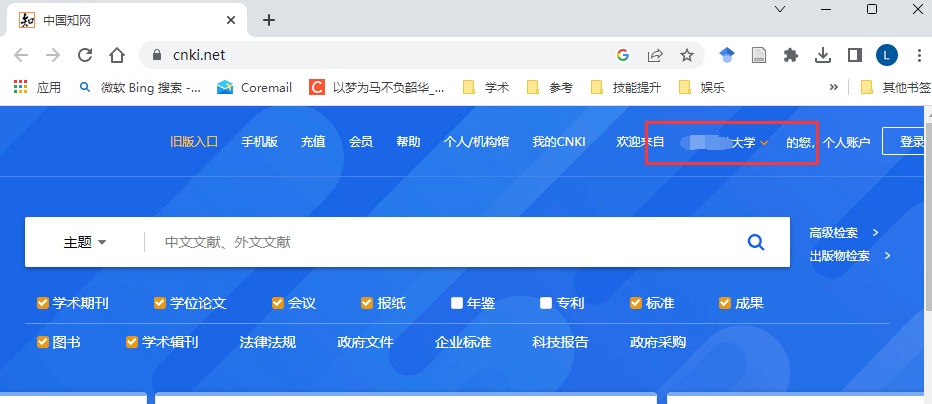 中国知网
cnki.net
L
应用 微软 Bing 搜索 -... Coremail 以梦为马不负韶华_... 学术 参考 技能提升 娱乐 » 其他书签
旧版入口 手机版 充值 会员 帮助 个人/机构馆 我的CNKI 欢迎来自 大学 的您, 个人账户 登录
主题 中文文献、外文文献
高级检索 >
出版物检索 >
学术期刊 学位论文 会议 报纸 年鉴 专利 标准 成果
图书 学术辑刊 法律法规 政府文件 企业标准 科技报告 政府采购